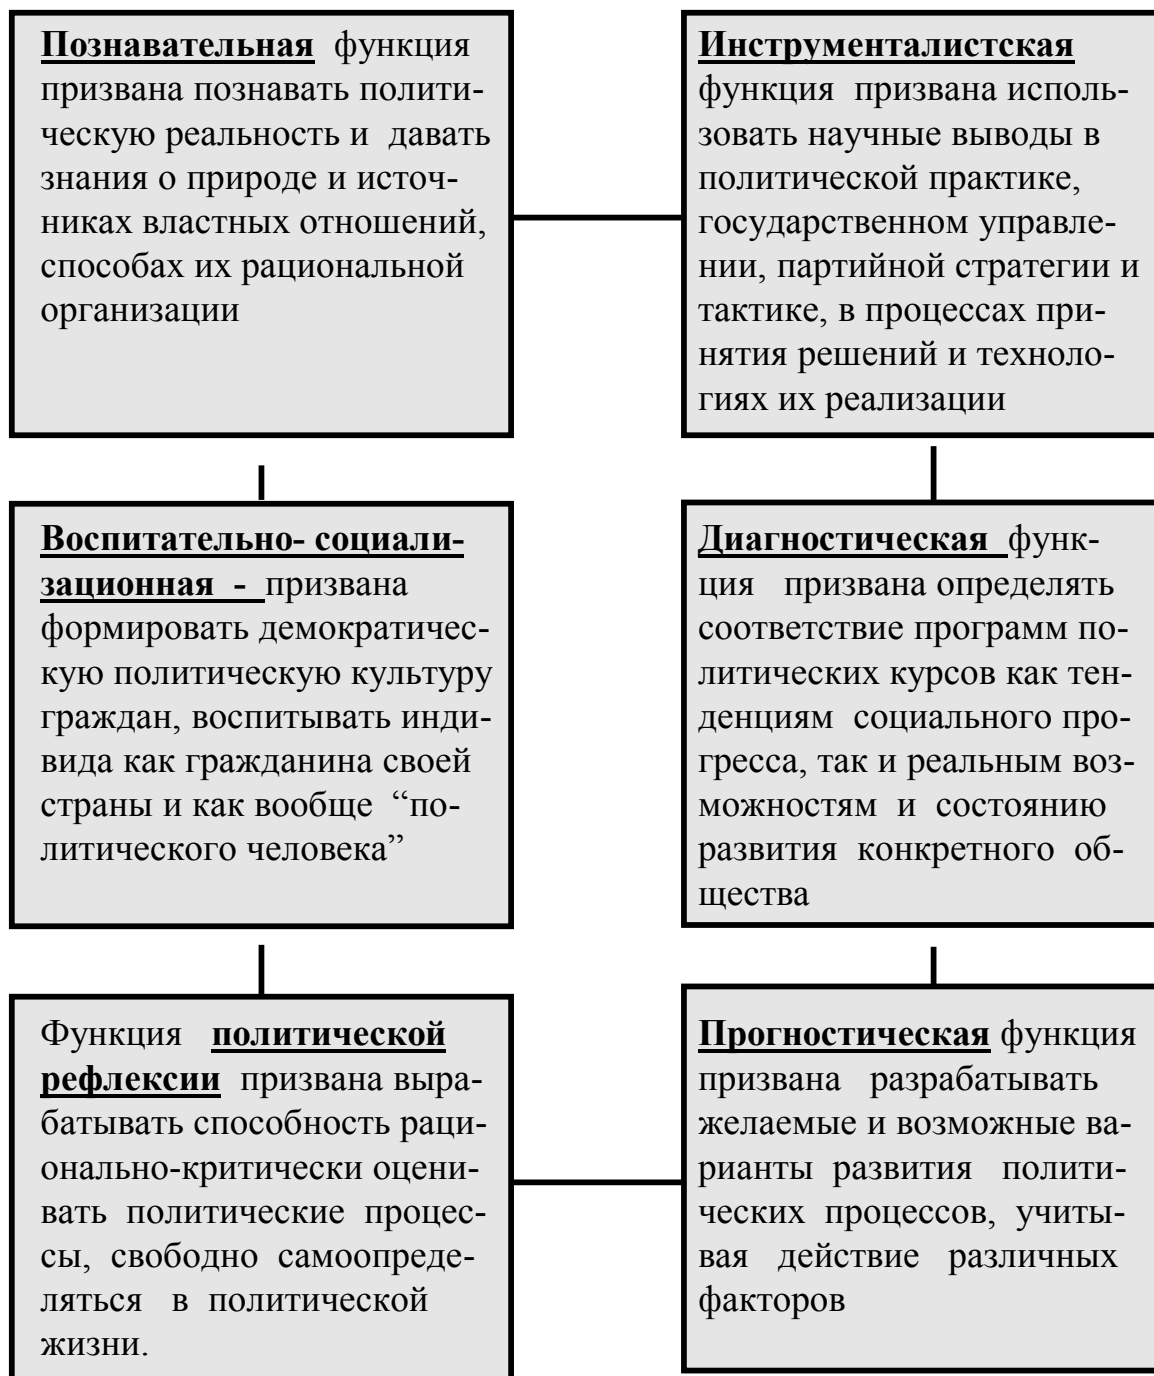 Познавательная функция
призвана познавать полити-
ческую реальность и давать
знания о природе и источ-
никах властных отношений,
способах их рациональной
организации
Инструменталистская
функция призвана исполь-
зовать научные выводы в
политической практике,
государственном управле-
нии, партийной стратегии и
тактике, в процессах при-
нятия решений и техноло-
гиях их реализации
Воспитательно- социали-
зационная - призвана
формировать демократичес-
кую политическую культуру
граждан, воспитывать инди-
вида как гражданина своей
страны и как вообще “по-
литического человека”
Диагностическая функ-
ция призвана определять
соответствие программ по-
литических курсов как тен-
денциям социального про-
гресса, так и реальным воз-
можностям и состоянию
развития конкретного об-
щества
Функция политической
рефлексии призвана выра-
батывать способность раци-
онально-критически оцени-
вать политические процес-
сы, свободно самоопреде-
ляться в политической
жизни.
Прогностическая функция
призвана разрабатывать
желаемые и возможные ва-
рианты развития полити-
ческих процессов, учиты-
вая действие различных
факторов